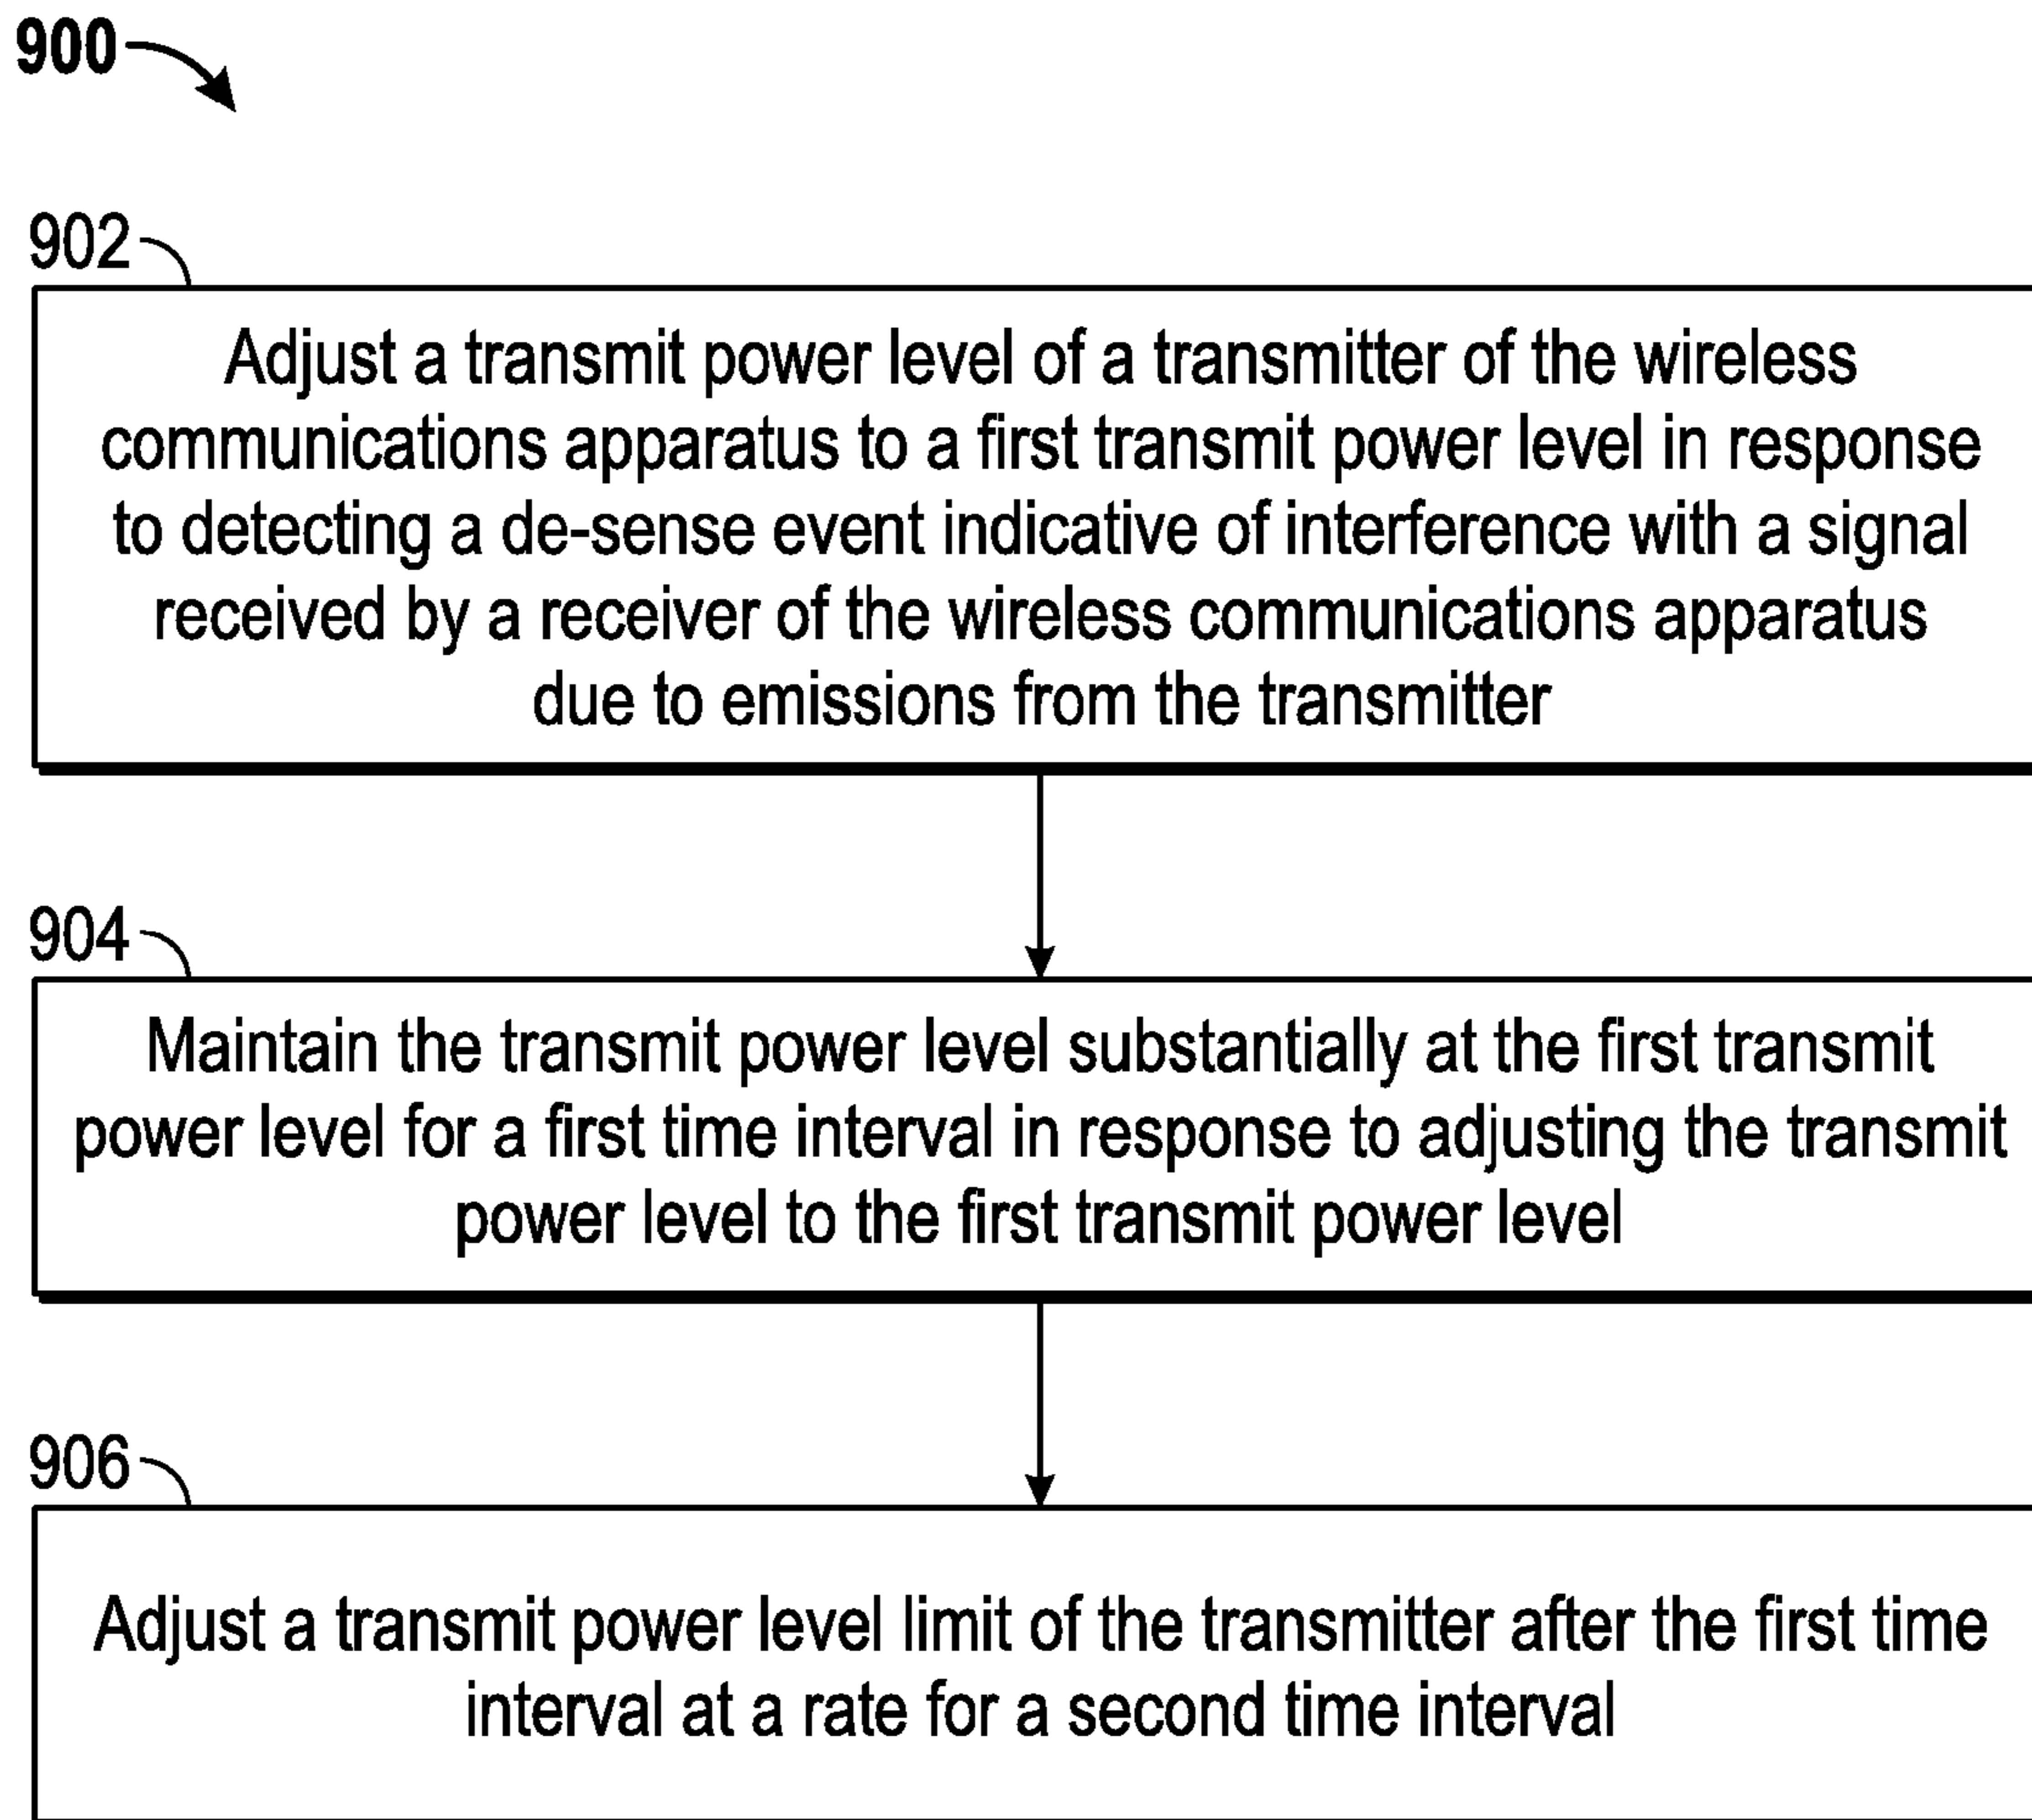 900
902
Adjust a transmit power level of a transmitter of the wireless
communications apparatus to a first transmit power level in response
to detecting a de-sense event indicative of interference with a signal
received by a receiver of the wireless communications apparatus
due to emissions from the transmitter
904
Maintain the transmit power level substantially at the first transmit
power level for a first time interval in response to adjusting the transmit
power level to the first transmit power level
906
Adjust a transmit power level limit of the transmitter after the first time
interval at a rate for a second time interval